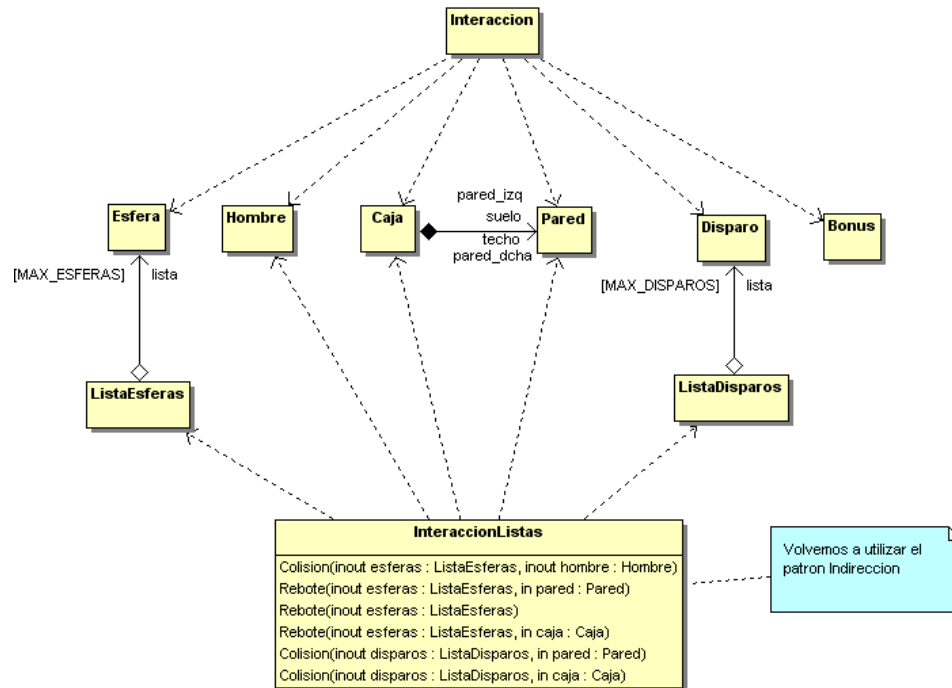 Interaccion
pared_izq
Esfera
Hombre
Caja
suelo
Pared
Disparo
Bonus
techo
pared_dcha
[MAX_ESFERAS]
lista
[MAX_DISPAROS]
lista
ListaEsferas
ListaDisparos
InteraccionListas
Colision(inout esferas : ListaEsferas, inout hombre : Hombre)
Rebote(inout esferas : ListaEsferas, in pared : Pared)
Rebote(inout esferas : ListaEsferas)
Rebote(inout esferas : ListaEsferas, in caja : Caja)
Colision(inout disparos : ListaDisparos, in pared : Pared)
Colision(inout disparos : ListaDisparos, in caja : Caja)
Volvemos a utilizar el
patron Indireccion